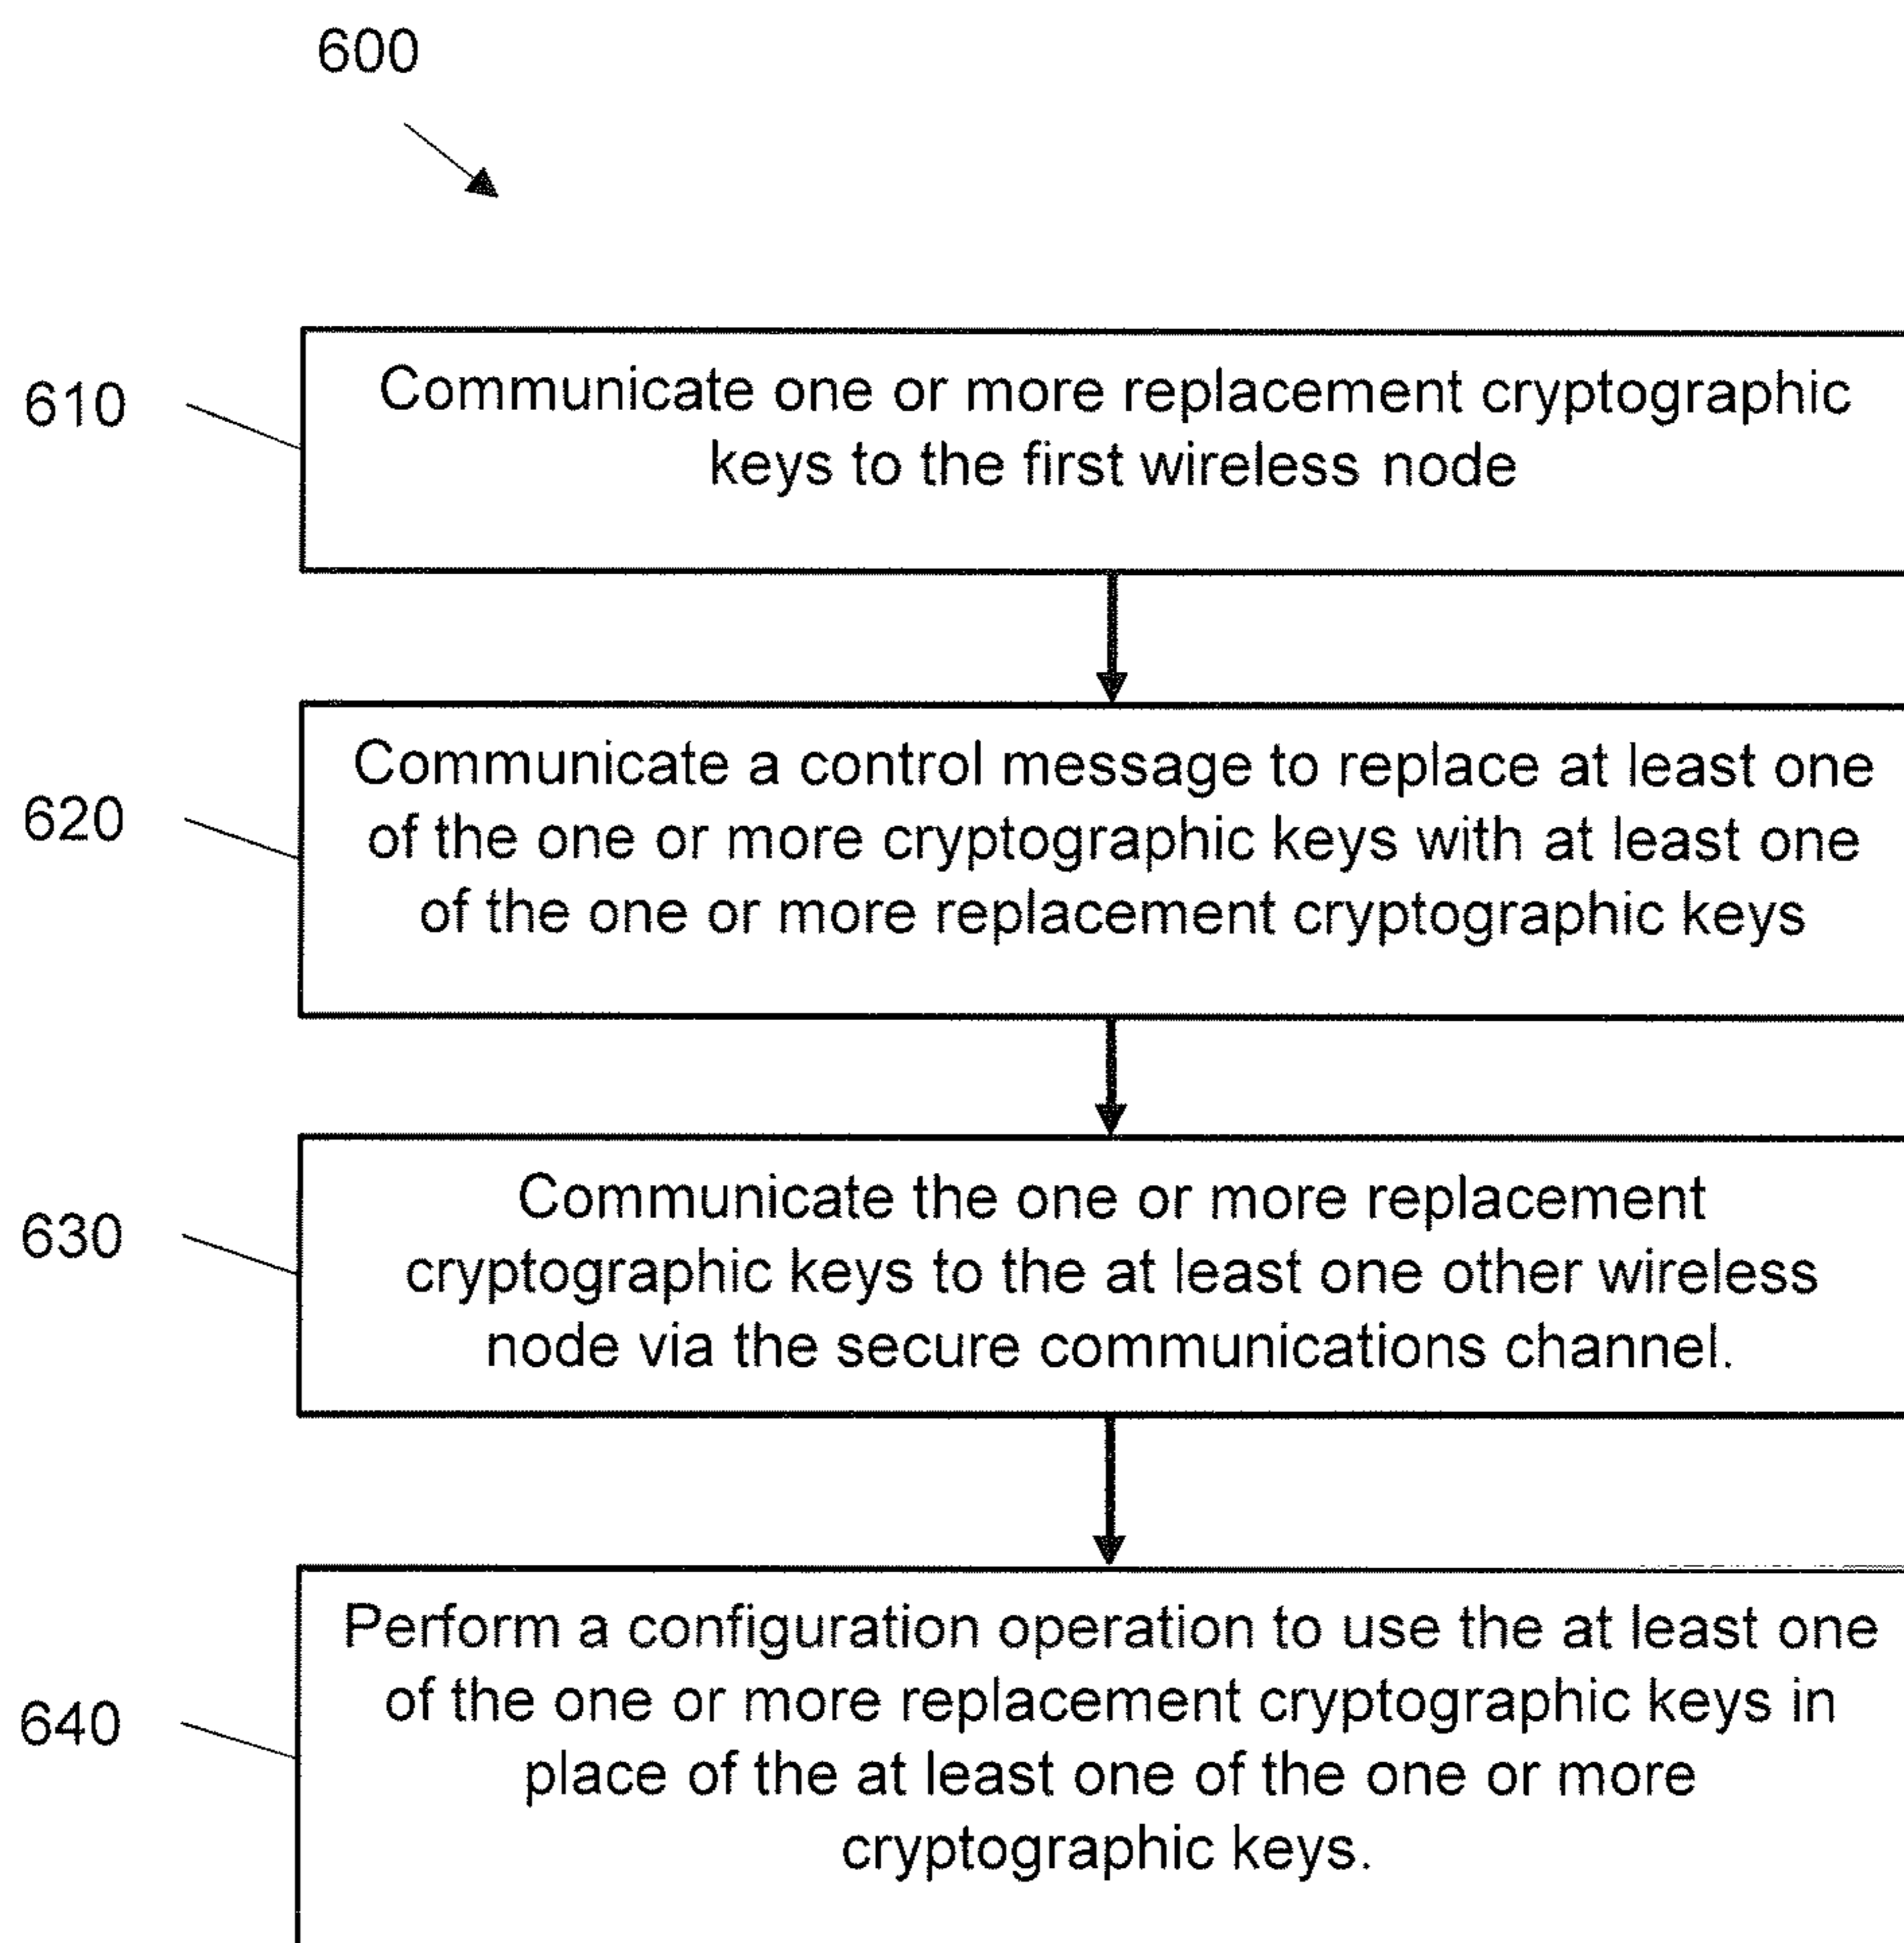 600
610
Communicate one or more replacement cryptographic
keys to the first wireless node
620
Communicate a control message to replace at least one
of the one or more cryptographic keys with at least one
of the one or more replacement cryptographic keys
630
Communicate the one or more replacement
cryptographic keys to the at least one other wireless
node via the secure communications channel.
640
Perform a configuration operation to use the at least one
of the one or more replacement cryptographic keys in
place of the at least one of the one or more
cryptographic keys.